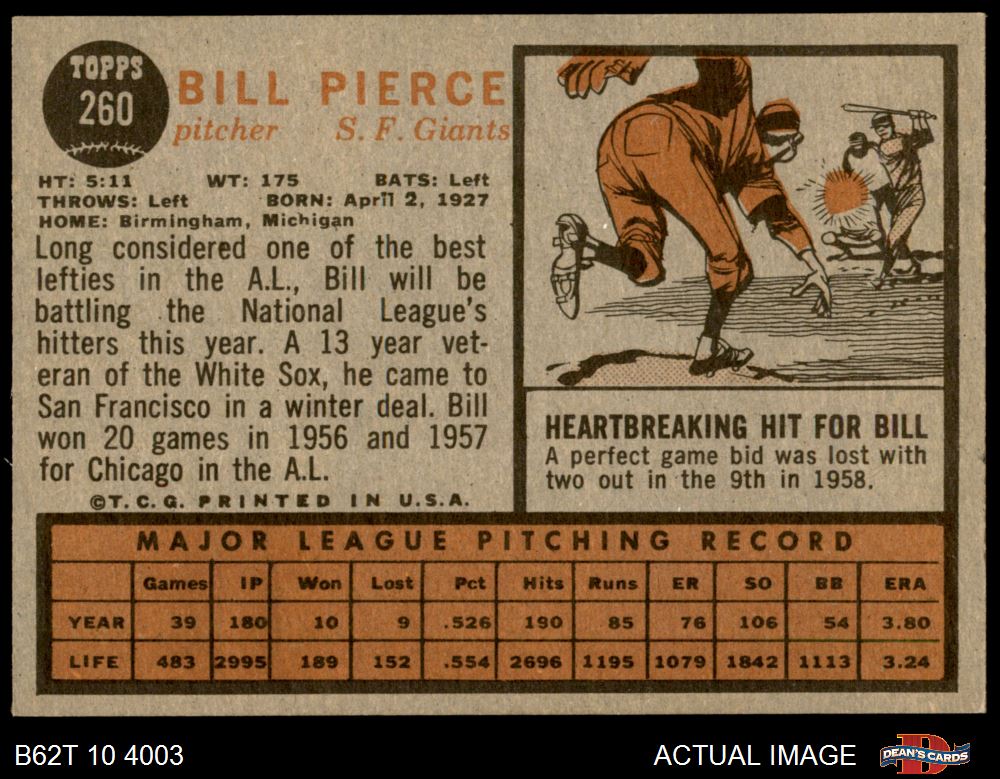 TOPPS
260
BILL PIERCE
pitcher S. F. Giants
HT: 5:11 WT: 175 BATS: Left
THROWS: Left BORN: April 2, 1927
HOME: Birmingham, Michigan
Long considered one of the best
lefties in the A.L., Bill will be
battling the National League's
hitters this year. A 13 year vet-
eran of the White Sox, he came to
San Francisco in a winter deal. Bill
won 20 games in 1956 and 1957
for Chicago in the A.L.
©T.C.G. PRINTED IN U.S.A.
HEARTBREAKING HIT FOR BILL
A perfect game bid was lost with
two out in the 9th in 1958.
MAJOR LEAGUE PITCHING RECORD
Games IP Won Lost Pct Hits Runs ER SO BB ERA
YEAR 39 180 10 9 .526 190 85 76 106 54 3.80
LIFE 483 2995 189 152 .554 2696 1195 1079 1842 1113 3.24
B62T 10 4003 ACTUAL IMAGE D DEAN'S CARDS